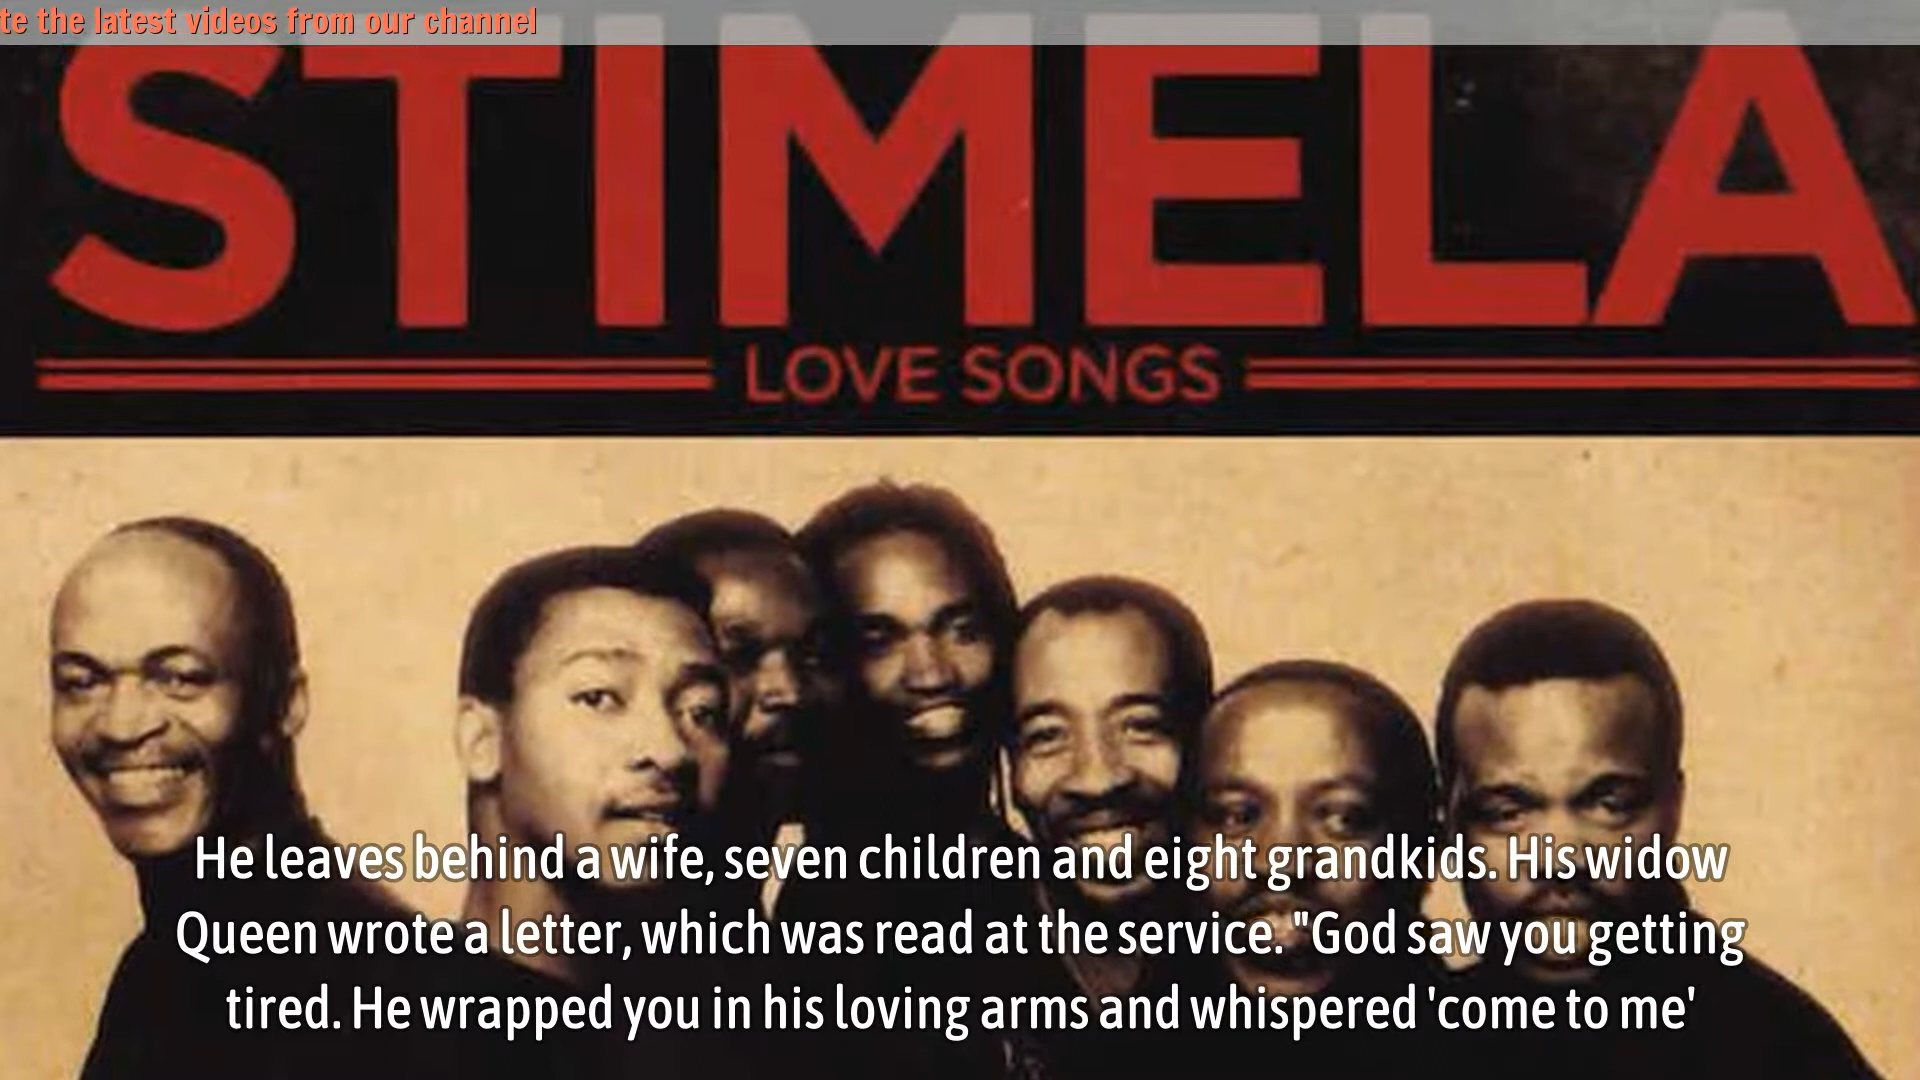 te the latest videos from our channel
STIMELA
LOVE SONGS
He leaves behind a wife, seven children and eight grandkids. His widow
Queen wrote a letter, which was read at the service. "God saw you getting
tired. He wrapped you in his loving arms and whispered 'come to me'